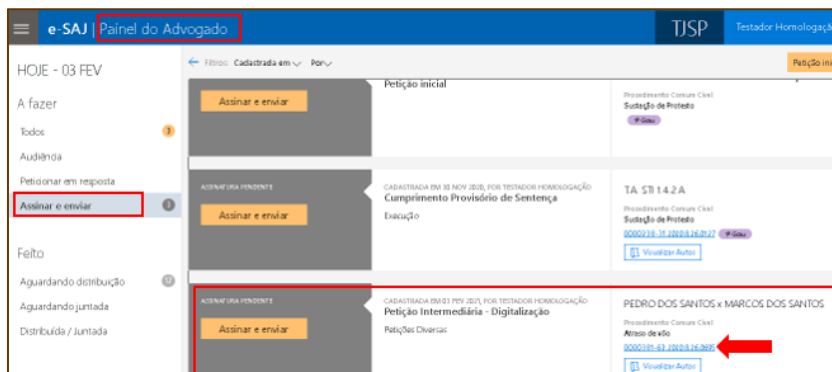 e-SAJ | Painel do Advogado
TJSP
Testador Homologaçã
HOJE - 03 FEV
A fazer
Todos
Audiência
Peticionar em resposta
Assinar e enviar
3
Feito
Aguardando distribuição
Aguardando juntada
Distribuída / Juntada
Filtros: Cadastrada em Por
Petição ini
Assinar e enviar
Petição inicial
Procedimento Comum Cível
Sustação de Protesto
1º Grau
ASSINATURA PENDENTE
Assinar e enviar
CADASTRADA EM 30 NOV 2020, POR TESTADOR HOMOLOGAÇÃO
Cumprimento Provisório de Sentença
Execução
T.A. STI 1.4.2 A
Procedimento Comum Cível
Sustação de Protesto
1º Grau
Visualizar Autos
ASSINATURA PENDENTE
Assinar e enviar
CADASTRADA EM 03 FEV 2021, POR TESTADOR HOMOLOGAÇÃO
Petição Intermediária - Digitalização
Petições Diversas
PEDRO DOS SANTOS x MARCOS DOS SANTOS
Procedimento Comum Cível
Atraso de vôo
Visualizar Autos